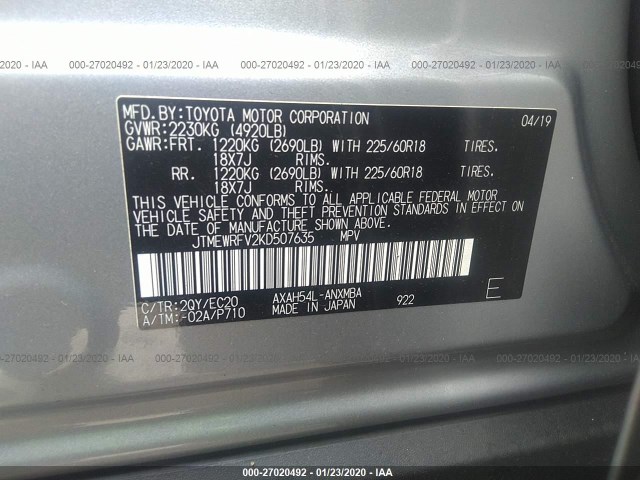 000-27020492 - 01/23/2020 - IAA
MFD.BY:TOYOTA MOTOR CORPORATION 04/19
GVWR:2230KG (4920LB)
GAWR:FRT. 1220KG (2690LB) WITH 225/60R18 TIRES.
18X7J RIMS.
RR. 1220KG (2690LB) WITH 225/60R18 TIRES.
18X7J RIMS.
THIS VEHICLE CONFORMS TO ALL APPLICABLE FEDERAL MOTOR
VEHICLE SAFETY AND THEFT PREVENTION STANDARDS IN EFFECT ON
THE DATE OF MANUFACTURE SHOWN ABOVE.
JTMEWRFV2KD507635 MPV
C/TR:2QY/EC20 AXAH54L-ANXMBA E
A/TM:-02A/P710 MADE IN JAPAN 922
000-27020492 - 01/23/2020 - IAA